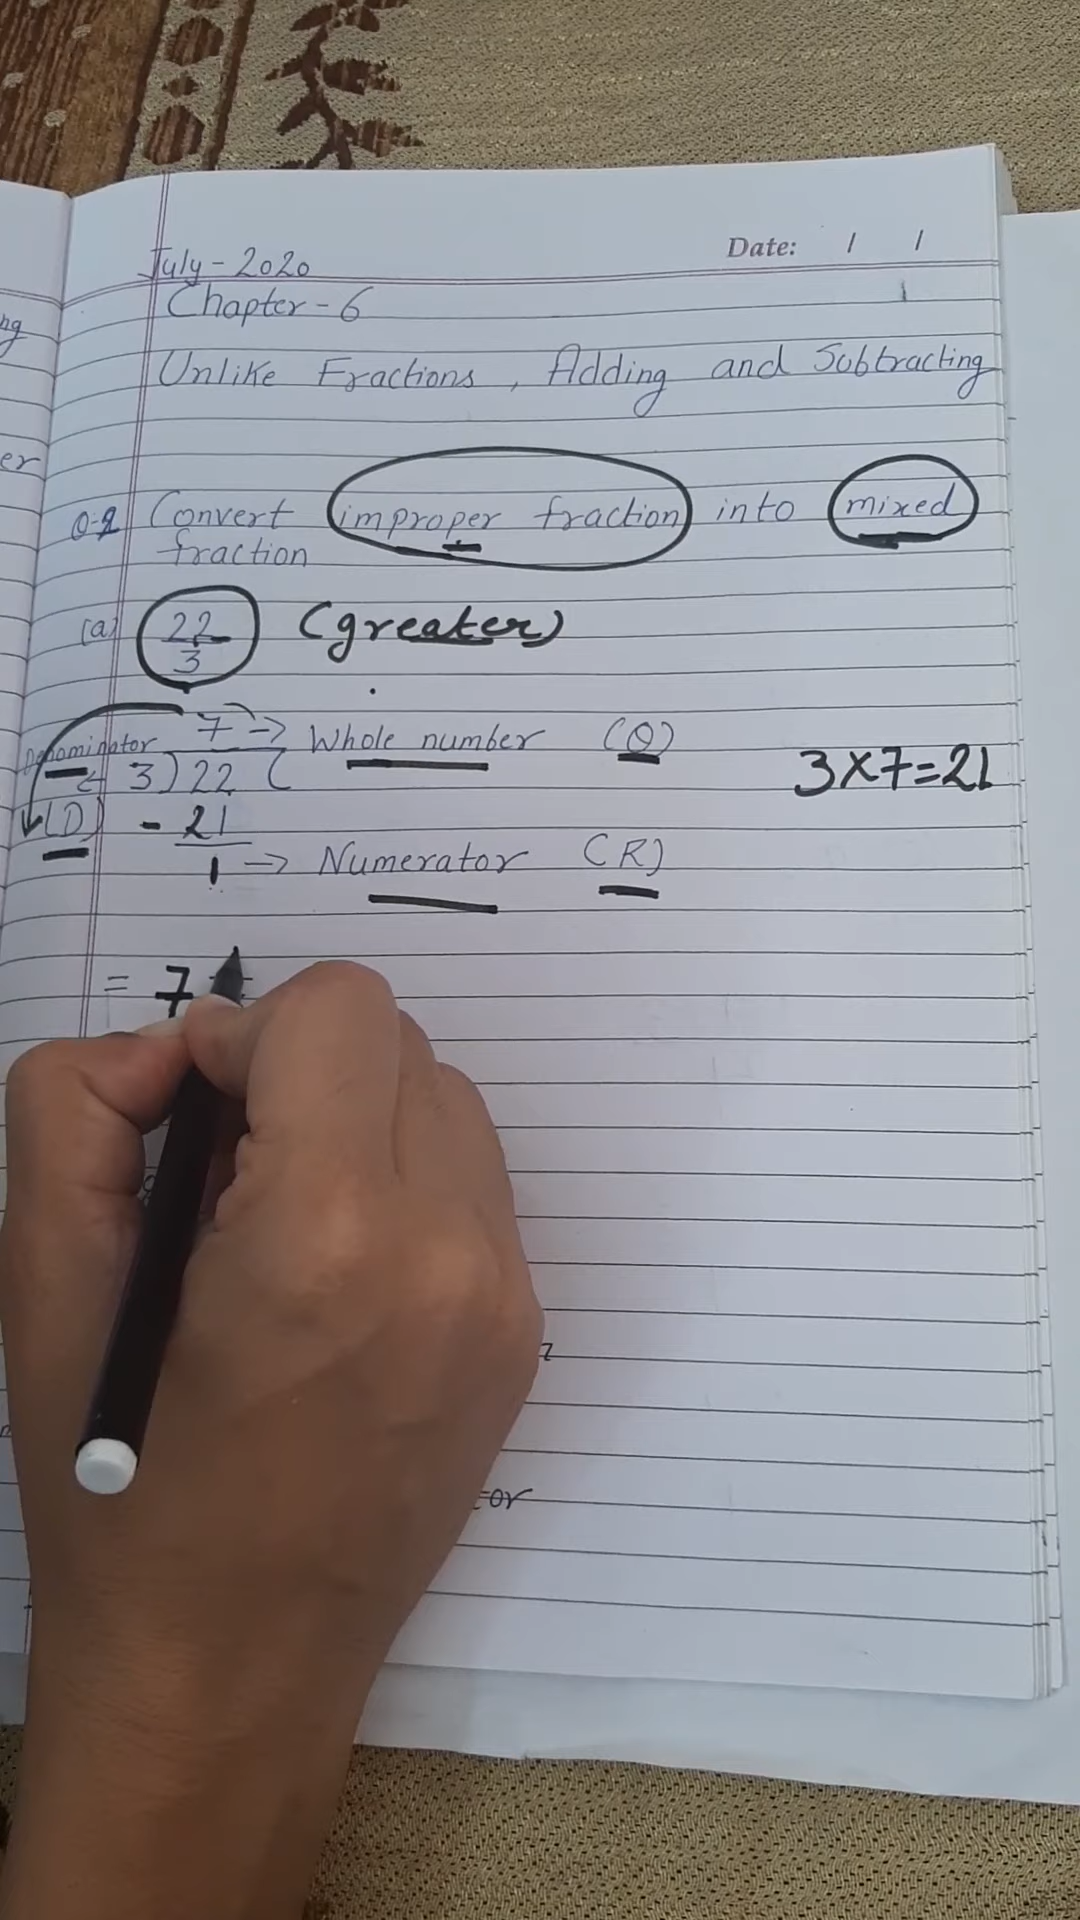 Date: / /
July - 2020
Chapter - 6
Unlike Fractions, Adding and Subtracting
Q-2 Convert improper fraction into mixed
fraction
(a) 22/3 (greater)
7 -> Whole number (Q)
Denominator <- 3) 22 (
3×7=21
(D) - 21
1 -> Numerator (R)
= 7